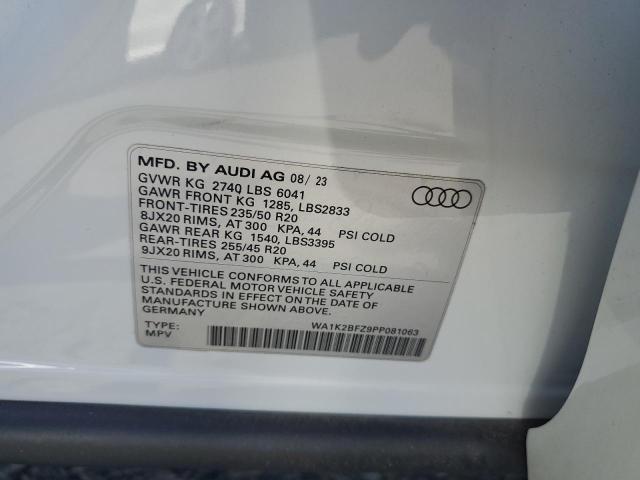 MFD. BY AUDI AG 08/ 23
GVWR KG 2740 LBS 6041
GAWR FRONT KG 1285, LBS2833
FRONT-TIRES 235/50 R20
8JX20 RIMS, AT 300 KPA, 44 PSI COLD
GAWR REAR KG 1540, LBS3395
REAR-TIRES 255/45 R20
9JX20 RIMS, AT 300 KPA, 44 PSI COLD
THIS VEHICLE CONFORMS TO ALL APPLICABLE
U.S. FEDERAL MOTOR VEHICLE SAFETY
STANDARDS IN EFFECT ON THE DATE OF
MANUFACTURE SHOWN ABOVE.
GERMANY
WA1K2BFZ9PP081063
TYPE:
MPV